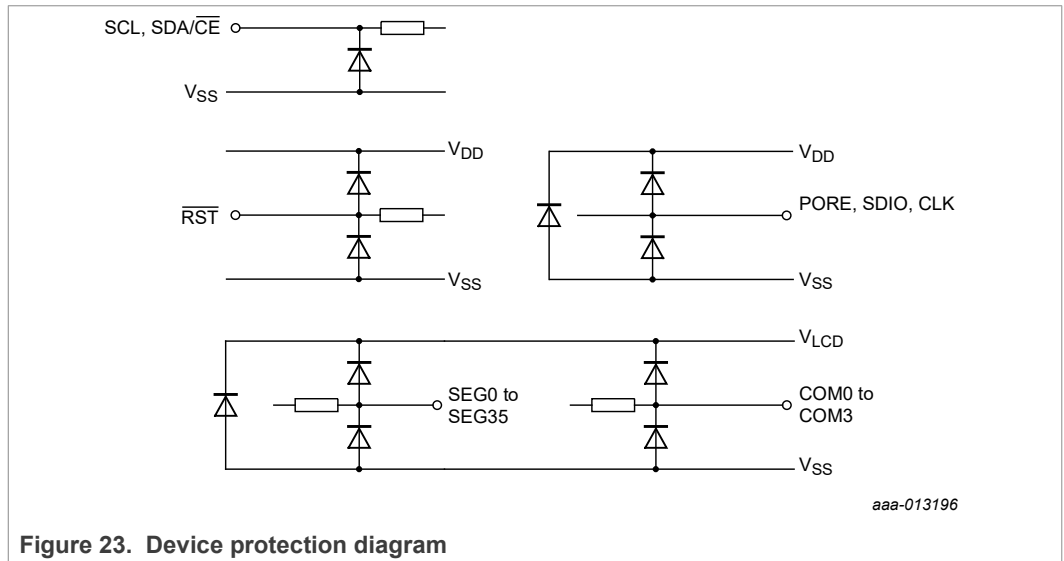 SCL, SDA/CE
VSS
VDD
VDD
RST
PORE, SDIO, CLK
VSS
VSS
VLCD
SEG0 to
SEG35
COM0 to
COM3
VSS
aaa-013196
Figure 23. Device protection diagram